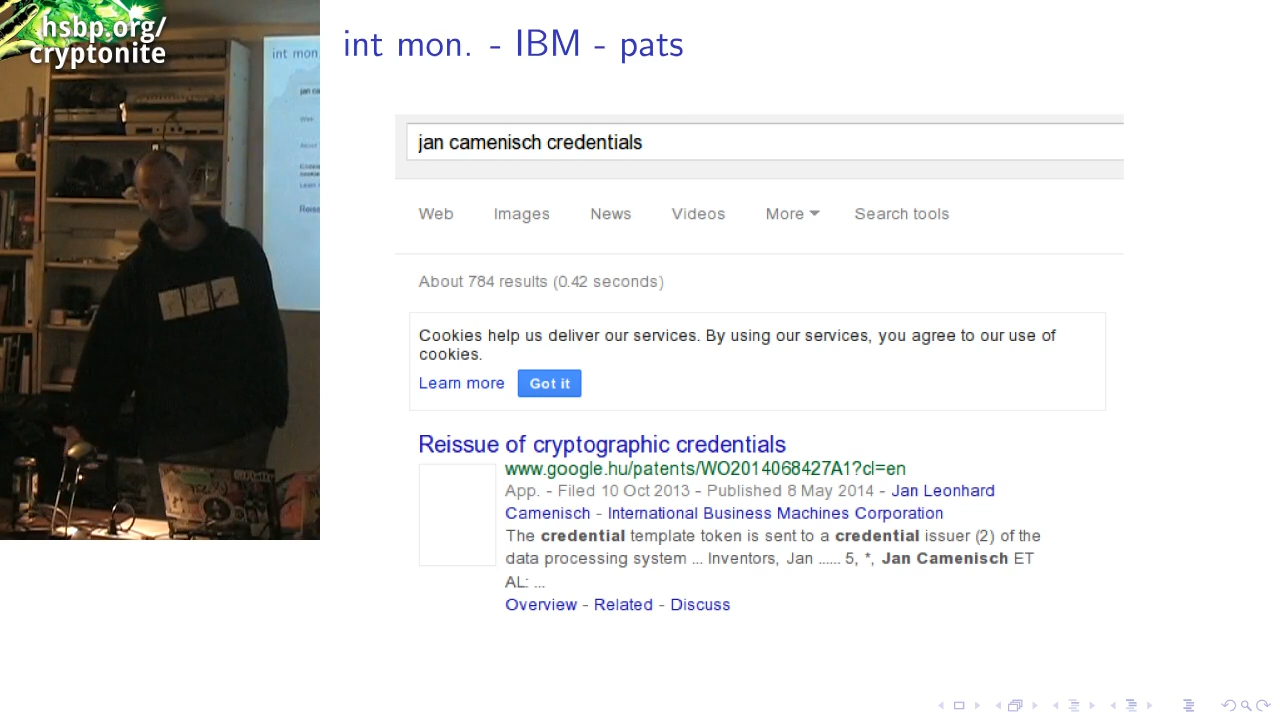 hsbp.org/
cryptonite
int mon. - IBM - pats
jan camenisch credentials
Web Images News Videos More Search tools
About 784 results (0.42 seconds)
Cookies help us deliver our services. By using our services, you agree to our use of
cookies.
Learn more Got it
Reissue of cryptographic credentials
www.google.hu/patents/WO2014068427A1?cl=en
App. - Filed 10 Oct 2013 - Published 8 May 2014 - Jan Leonhard
Camenisch - International Business Machines Corporation
The credential template token is sent to a credential issuer (2) of the
data processing system ... Inventors, Jan ...... 5, *, Jan Camenisch ET
AL: ...
Overview - Related - Discuss
int mon